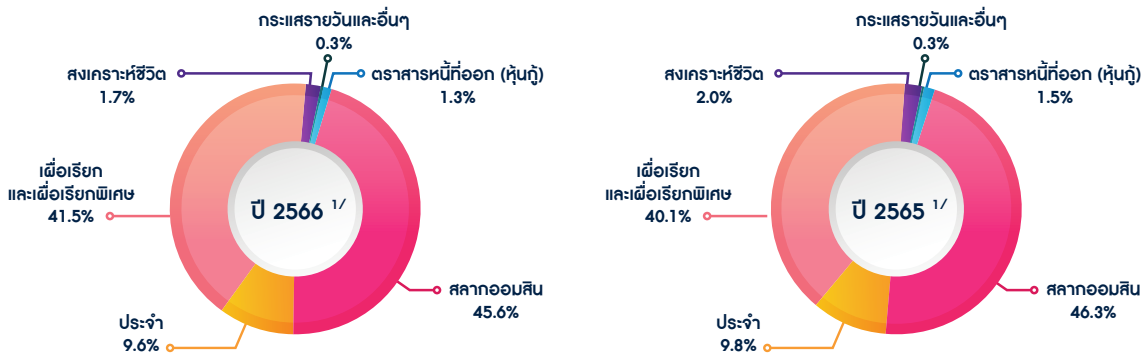 กระแสรายวันและอื่นๆ
0.3%
สงเคราะห์ชีวิต
1.7%
ตราสารหนี้ที่ออก (หุ้นกู้)
1.3%
เผื่อเรียก
และเผื่อเรียกพิเศษ
41.5%
ปี 2566 1/
สลากออมสิน
45.6%
ประจำ
9.6%
กระแสรายวันและอื่นๆ
0.3%
สงเคราะห์ชีวิต
2.0%
ตราสารหนี้ที่ออก (หุ้นกู้)
1.5%
เผื่อเรียก
และเผื่อเรียกพิเศษ
40.1%
ปี 2565 1/
สลากออมสิน
46.3%
ประจำ
9.8%